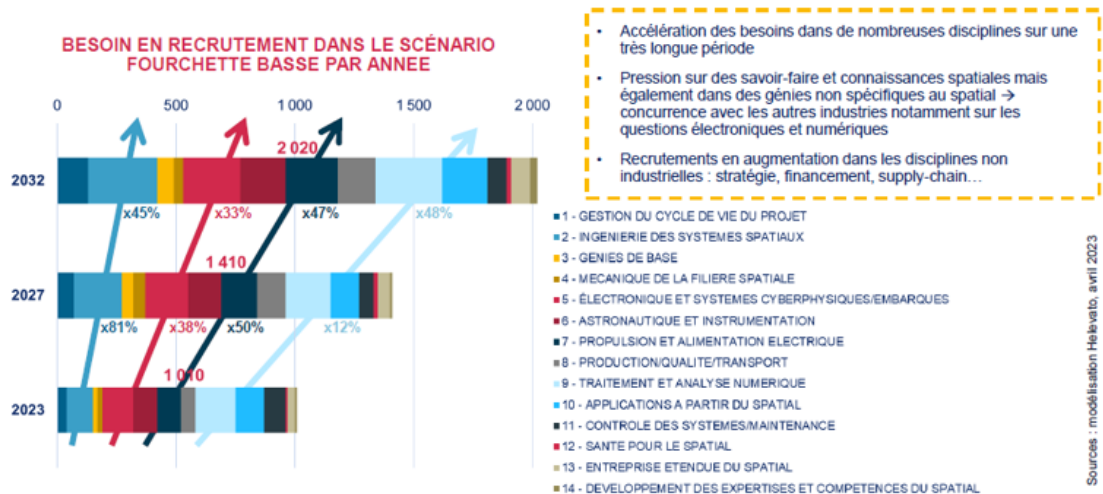 BESOIN EN RECRUTEMENT DANS LE SCÉNARIO
FOURCHETTE BASSE PAR ANNEE
0
500
1 000
1 500
2 000
2032
2 020
x45%
x33%
x47%
x48%
2027
1 410
x81%
x38%
x50%
x12%
2023
1 010
• Accélération des besoins dans de nombreuses disciplines sur une
très longue période
• Pression sur des savoir-faire et connaissances spatiales mais
également dans des génies non spécifiques au spatial →
concurrence avec les autres industries notamment sur les
questions électroniques et numériques
• Recrutements en augmentation dans les disciplines non
industrielles : stratégie, financement, supply-chain…
1 - GESTION DU CYCLE DE VIE DU PROJET
2 - INGENIERIE DES SYSTEMES SPATIAUX
3 - GENIES DE BASE
4 - MECANIQUE DE LA FILIERE SPATIALE
5 - ÉLECTRONIQUE ET SYSTEMES CYBERPHYSIQUES/EMBARQUES
6 - ASTRONAUTIQUE ET INSTRUMENTATION
7 - PROPULSION ET ALIMENTATION ELECTRIQUE
8 - PRODUCTION/QUALITE/TRANSPORT
9 - TRAITEMENT ET ANALYSE NUMERIQUE
10 - APPLICATIONS A PARTIR DU SPATIAL
11 - CONTROLE DES SYSTEMES/MAINTENANCE
12 - SANTE POUR LE SPATIAL
13 - ENTREPRISE ETENDUE DU SPATIAL
14 - DEVELOPPEMENT DES EXPERTISES ET COMPETENCES DU SPATIAL
Sources : modélisation Helevato, avril 2023